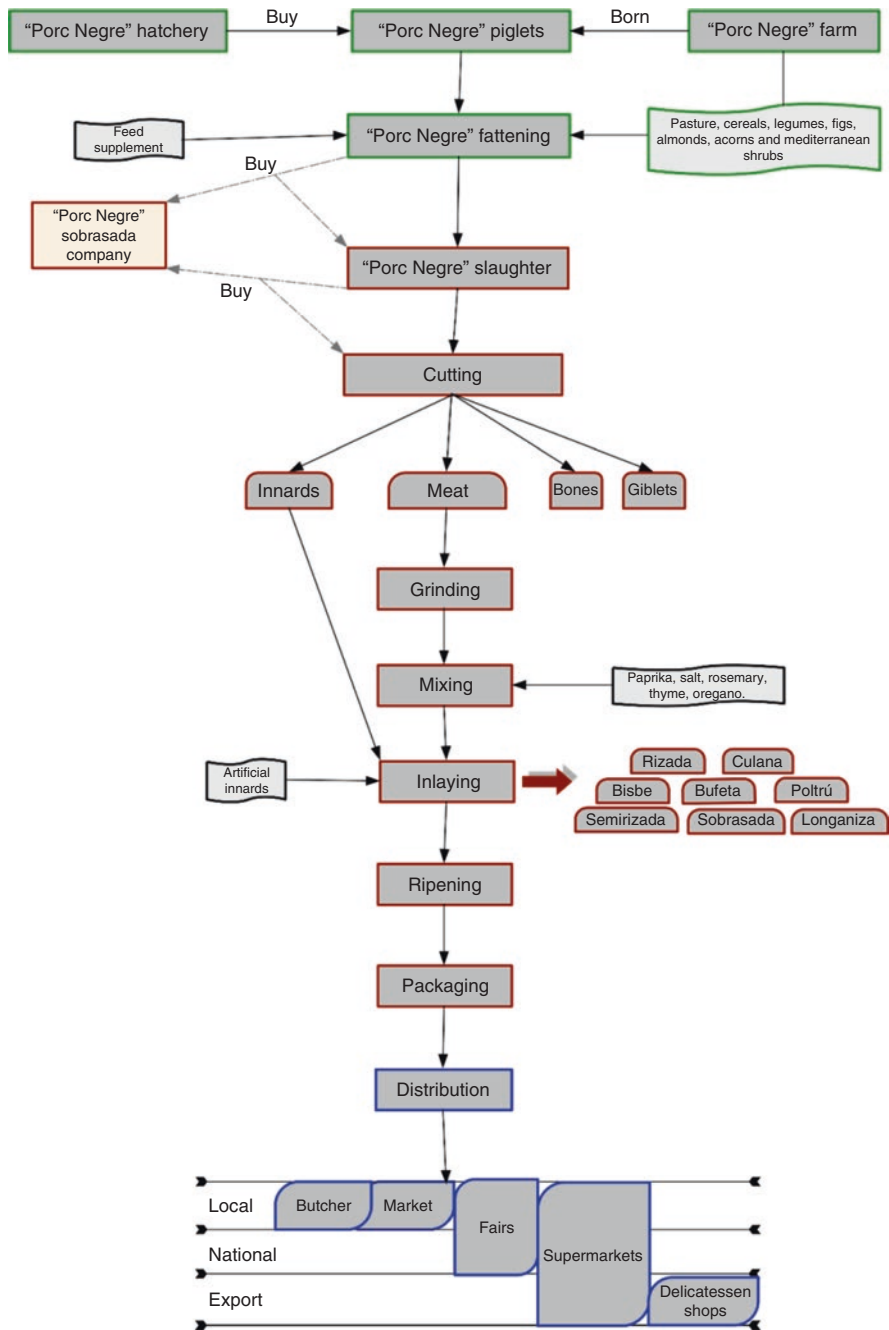 “Porc Negre” hatchery
Buy
“Porc Negre” piglets
Born
“Porc Negre” farm
Feed
supplement
“Porc Negre” fattening
Pasture, cereals, legumes, figs,
almonds, acorns and mediterranean
shrubs
Buy
“Porc Negre”
sobrasada
company
“Porc Negre” slaughter
Buy
Cutting
Innards
Meat
Bones
Giblets
Grinding
Mixing
Paprika, salt, rosemary,
thyme, oregano.
Artificial
innards
Inlaying
Rizada
Culana
Bisbe
Bufeta
Poltrú
Semirizada
Sobrasada
Longaniza
Ripening
Packaging
Distribution
Local
Butcher
Market
Fairs
National
Supermarkets
Export
Delicatessen
shops